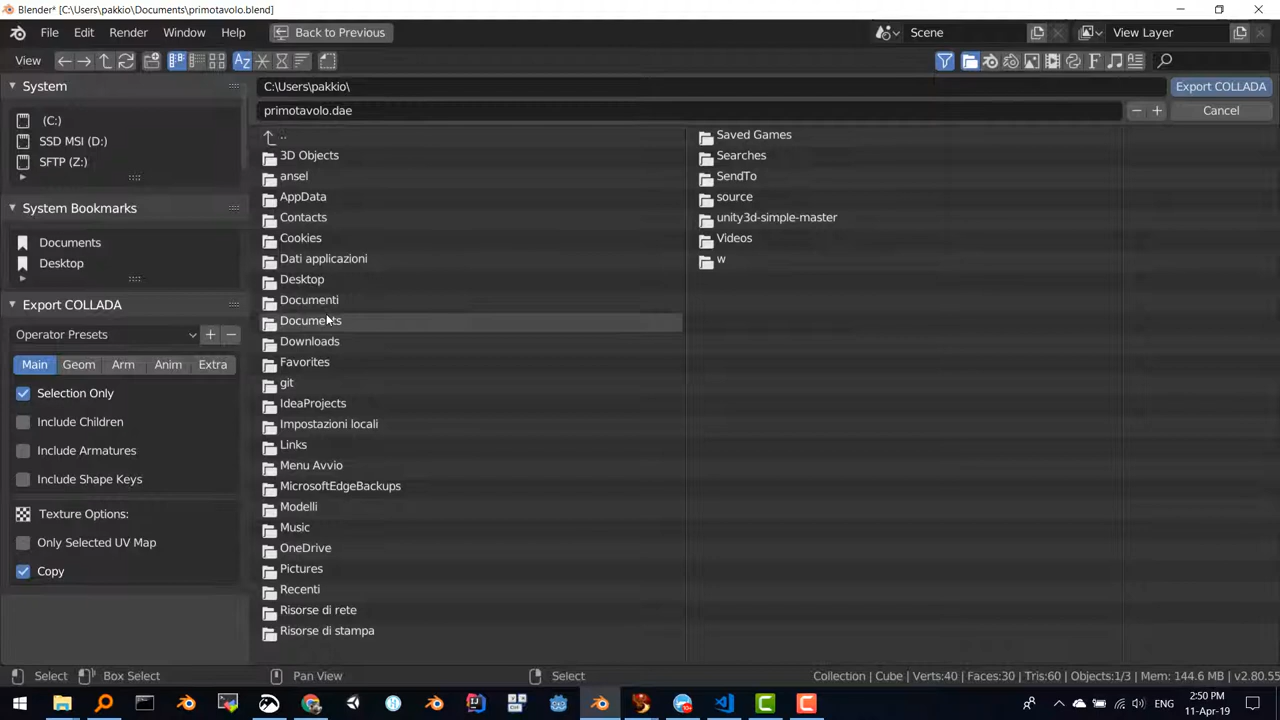 Blender* [C:\Users\pakkio\Documents\primotavolo.blend]
File Edit Render Window Help Back to Previous Scene View Layer
View
System
(C:)
SSD MSI (D:)
SFTP (Z:)
System Bookmarks
Documents
Desktop
Export COLLADA
Operator Presets
Main Geom Arm Anim Extra
Selection Only
Include Children
Include Armatures
Include Shape Keys
Texture Options:
Only Selected UV Map
Copy
C:\Users\pakkio\ Export COLLADA
primotavolo.dae Cancel
..
3D Objects
ansel
AppData
Contacts
Cookies
Dati applicazioni
Desktop
Documenti
Documents
Downloads
Favorites
git
IdeaProjects
Impostazioni locali
Links
Menu Avvio
MicrosoftEdgeBackups
Modelli
Music
OneDrive
Pictures
Recenti
Risorse di rete
Risorse di stampa
Saved Games
Searches
SendTo
source
unity3d-simple-master
Videos
w
Select Box Select Pan View Select Collection | Cube | Verts:40 | Faces:30 | Tris:60 | Objects:1/3 | Mem: 144.6 MB | v2.80.55
ENG
2:50 PM
11-Apr-19